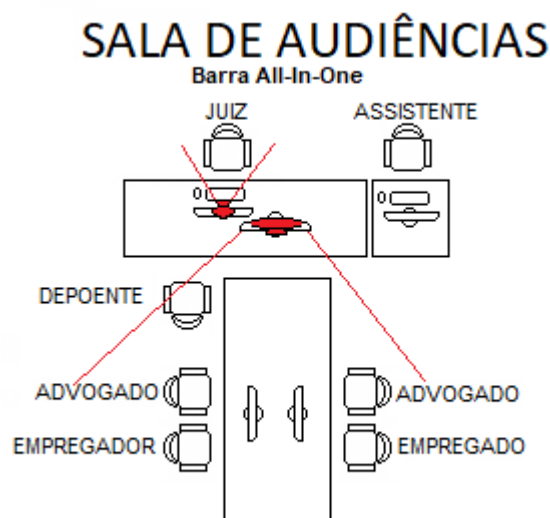 SALA DE AUDIÊNCIAS
Barra All-In-One
JUIZ
ASSISTENTE
DEPOENTE
ADVOGADO
ADVOGADO
EMPREGADOR
EMPREGADO